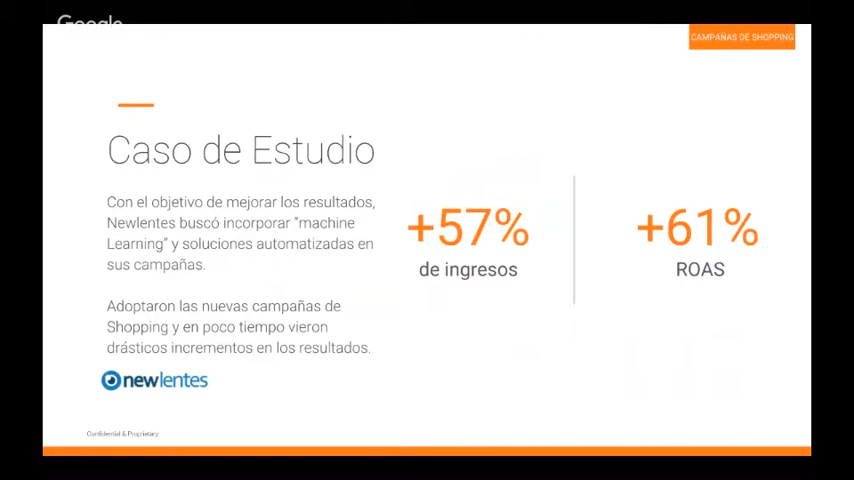 Google
CAMPAÑAS DE SHOPPING
Caso de Estudio
Con el objetivo de mejorar los resultados,
Newlentes buscó incorporar "machine
Learning" y soluciones automatizadas en
sus campañas.
Adoptaron las nuevas campañas de
Shopping y en poco tiempo vieron
drásticos incrementos en los resultados.
newlentes
+57%
de ingresos
+61%
ROAS
Confidential & Proprietary